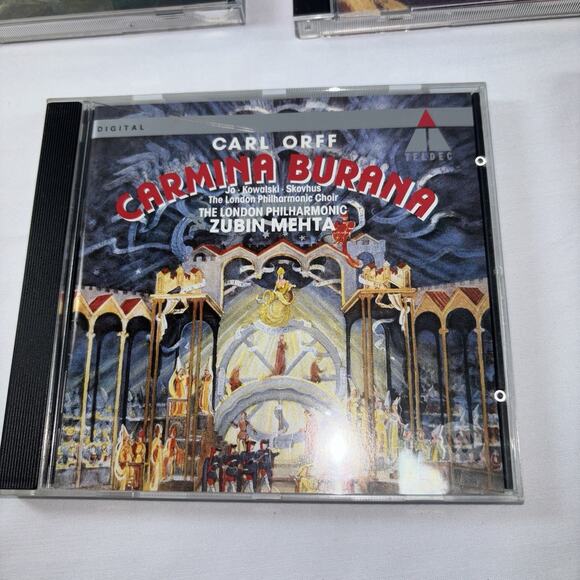 DIGITAL
CARL ORFF
TELDEC
CARMINA BURANA
Jo · Kowalski · Skovhus
The London Philharmonic Choir
THE LONDON PHILHARMONIC
ZUBIN MEHTA